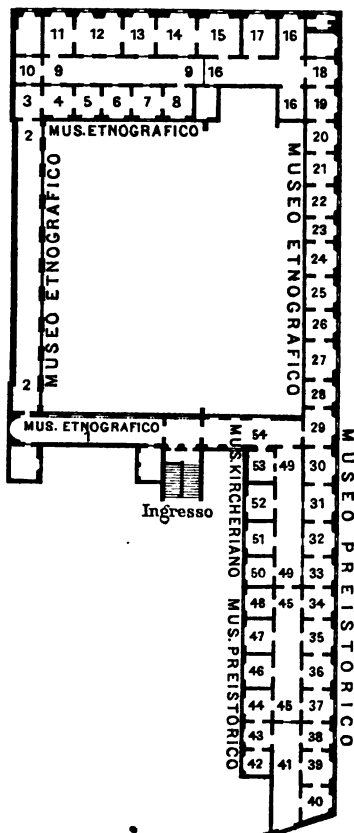 11 12 13 14 15 17 16
10 9 9 16 18
3 4 5 6 7 8 16 19
MUS. ETNOGRAFICO
2
MUSEO ETNOGRAFICO
MUSEO ETNOGRAFICO
20
21
22
23
24
25
26
27
2 28
MUS. ETNOGRAFICO
1
54 29
MUS. KIRCHERIANO
MUSEO PREISTORICO
53 49 30
Ingresso
52 31
51 32
50 49 33
MUS. PREISTORICO
48 45 34
47 35
46 36
44 45 37
43 38
42 41 39
40